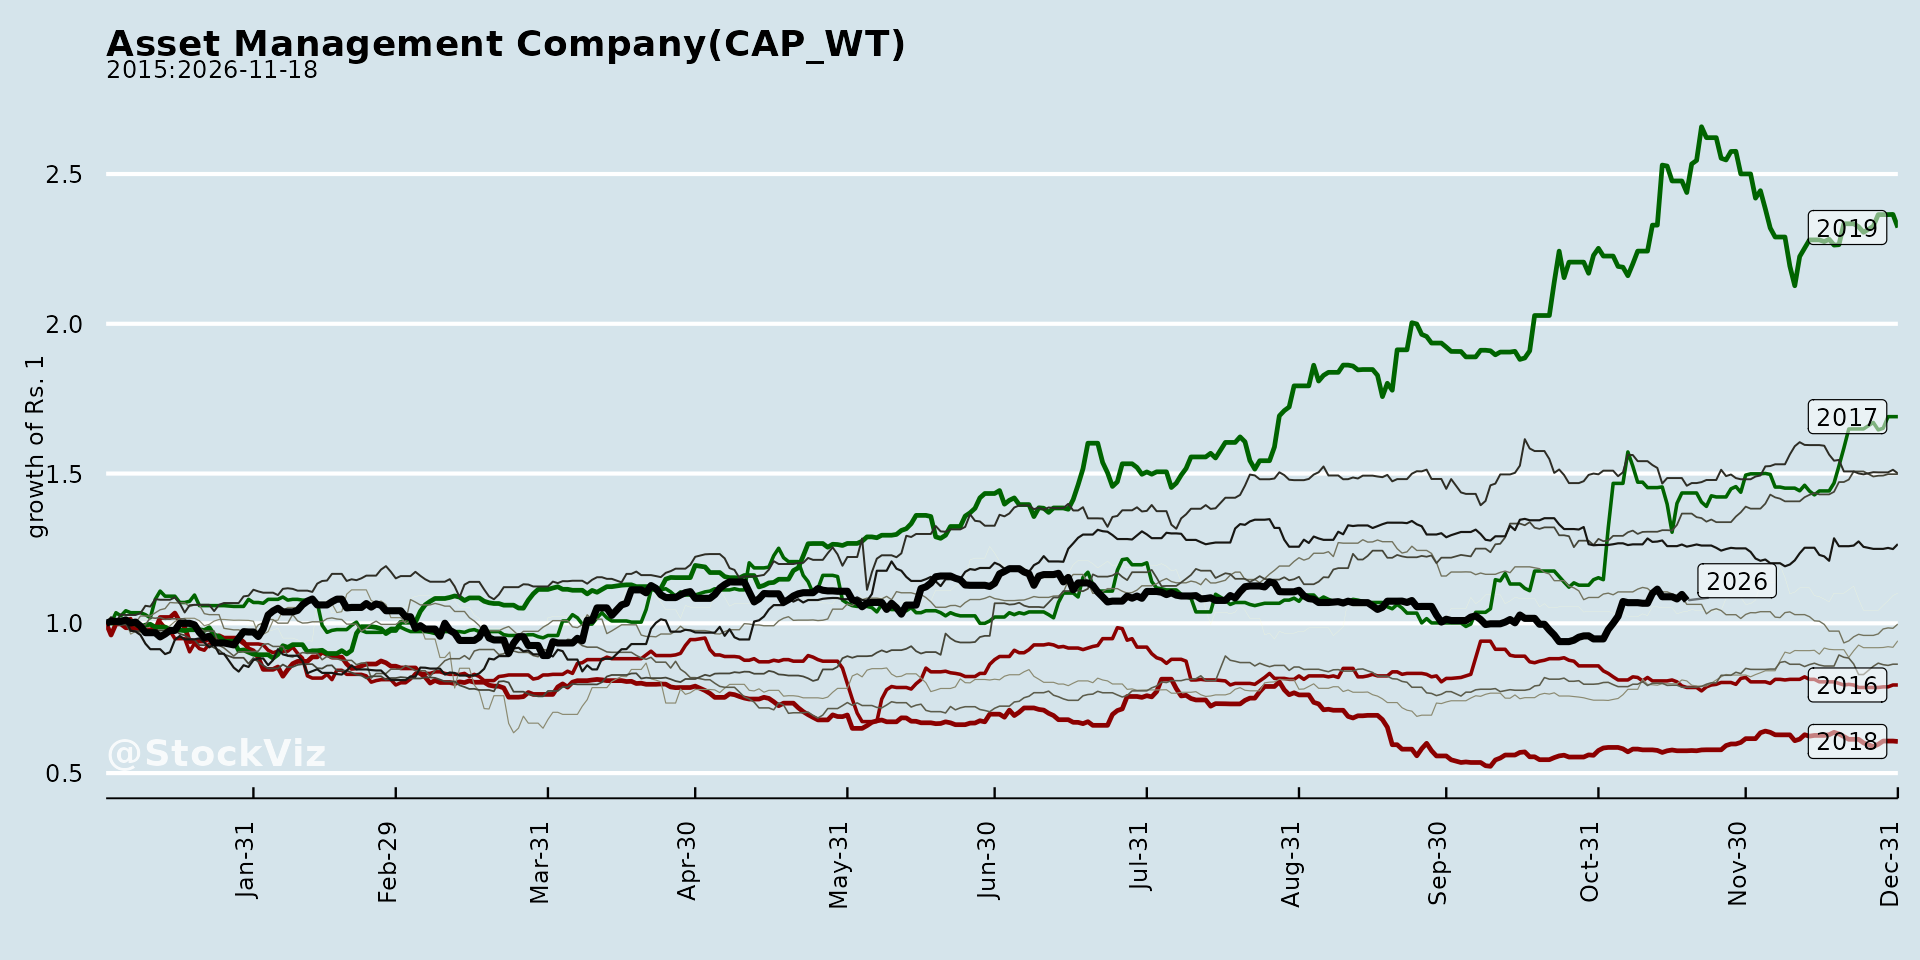 Asset Management Company(CAP_WT)
2015:2026-11-18
growth of Rs. 1
2.5
2.0
1.5
1.0
0.5
2019
2017
2026
2016
2018
@StockViz
Jan-31
Feb-29
Mar-31
Apr-30
May-31
Jun-30
Jul-31
Aug-31
Sep-30
Oct-31
Nov-30
Dec-31